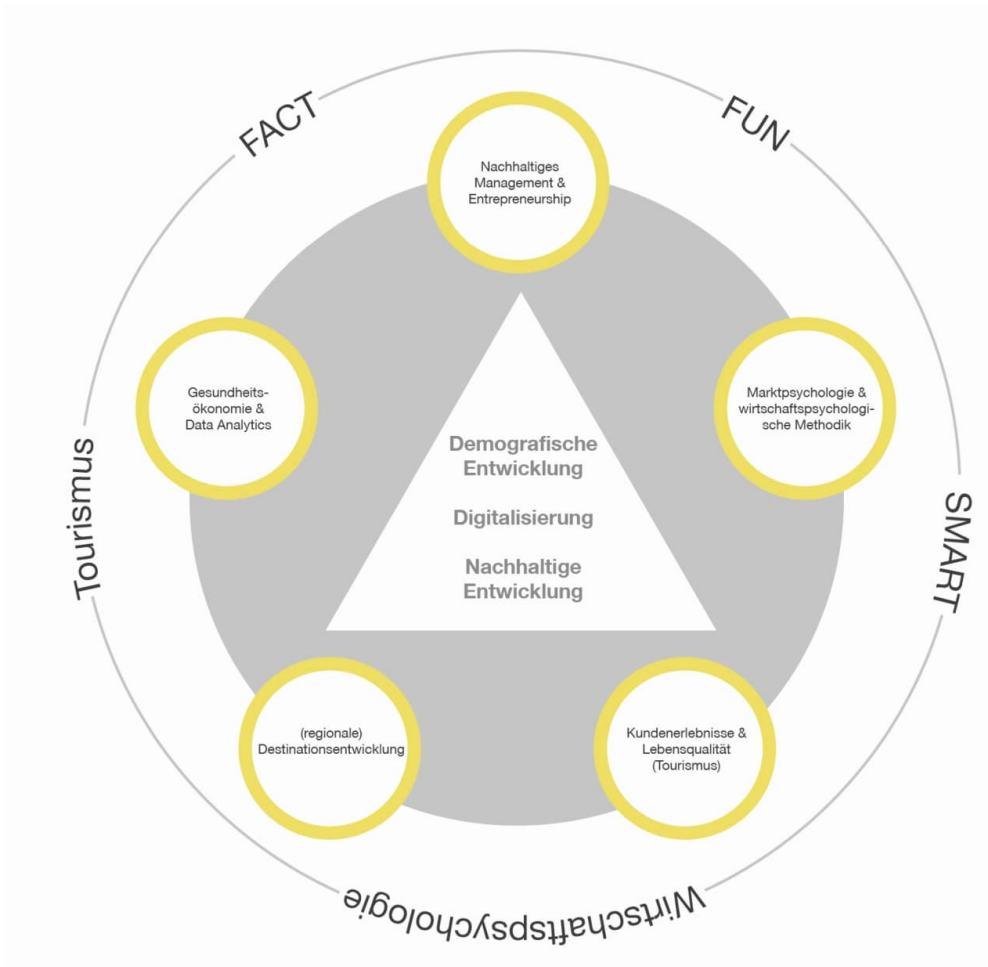 FACT
FUN
Nachhaltiges
Management &
Entrepreneurship
Gesundheits-
ökonomie &
Data Analytics
Marktpsychologie &
wirtschaftspsychologi-
sche Methodik
Demografische
Entwicklung
Digitalisierung
Nachhaltige
Entwicklung
Tourismus
SMART
(regionale)
Destinationsentwicklung
Kundenerlebnisse &
Lebensqualität
(Tourismus)
Wirtschaftspsychologie